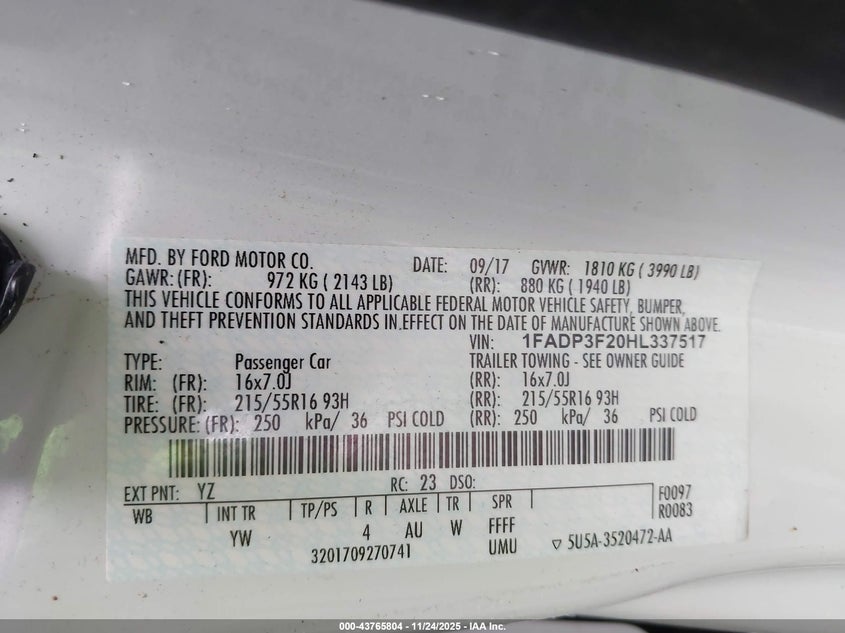 MFD. BY FORD MOTOR CO. DATE: 09/17 GVWR: 1810 KG ( 3990 LB)
GAWR: (FR): 972 KG ( 2143 LB) (RR): 880 KG ( 1940 LB)
THIS VEHICLE CONFORMS TO ALL APPLICABLE FEDERAL MOTOR VEHICLE SAFETY, BUMPER,
AND THEFT PREVENTION STANDARDS IN EFFECT ON THE DATE OF MANUFACTURE SHOWN ABOVE.
VIN: 1FADP3F20HL337517
TYPE: Passenger Car TRAILER TOWING - SEE OWNER GUIDE
RIM: (FR): 16x7.0J (RR): 16x7.0J
TIRE: (FR): 215/55R16 93H (RR): 215/55R16 93H
PRESSURE: (FR): 250 kPa/ 36 PSI COLD (RR): 250 kPa/ 36 PSI COLD
EXT PNT: YZ RC: 23 DSO: F0097
WB INT TR TP/PS R AXLE TR SPR R0083
YW 4 AU W FFFF
3201709270741 UMU ▽ 5U5A-3520472-AA
000-43765804 - 11/24/2025 - IAA Inc.